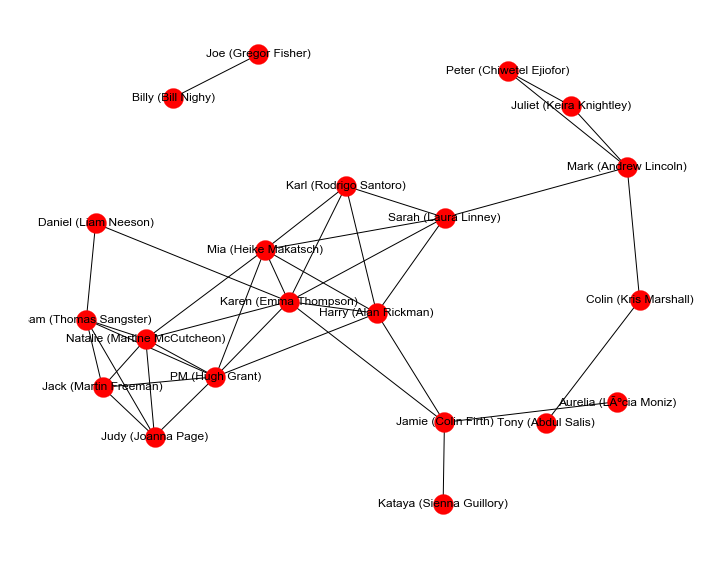 Joe (Gregor Fisher)
Billy (Bill Nighy)
Peter (Chiwetel Ejiofor)
Juliet (Keira Knightley)
Mark (Andrew Lincoln)
Karl (Rodrigo Santoro)
Sarah (Laura Linney)
Daniel (Liam Neeson)
Mia (Heike Makatsch)
Colin (Kris Marshall)
Karen (Emma Thompson)
Harry (Alan Rickman)
am (Thomas Sangster)
Natalie (Martine McCutcheon)
PM (Hugh Grant)
Jack (Martin Freeman)
Aurelia (LÃºcia Moniz)
Jamie (Colin Firth)
Tony (Abdul Salis)
Judy (Joanna Page)
Kataya (Sienna Guillory)